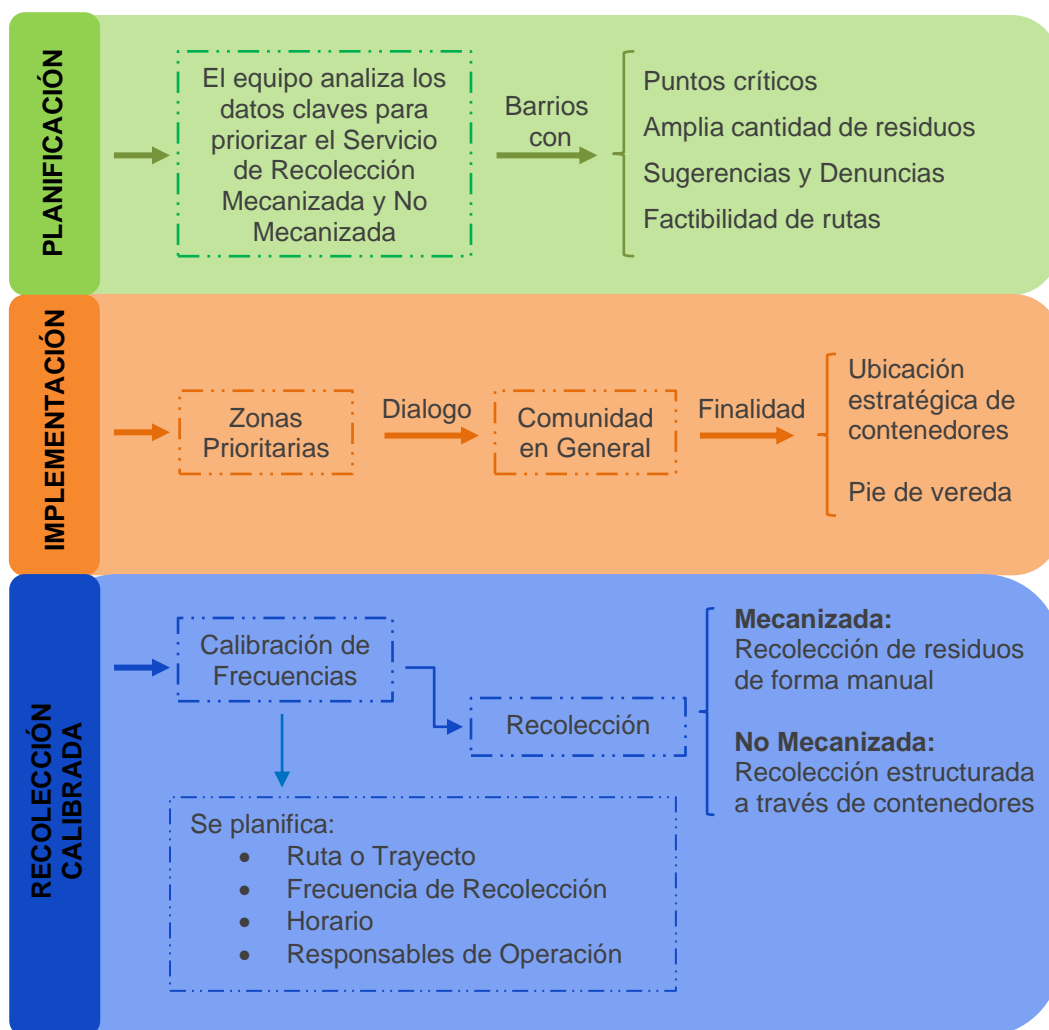 PLANIFICACIÓN
El equipo analiza los
datos claves para
priorizar el Servicio
de Recolección
Mecanizada y No
Mecanizada
Barrios
con
Puntos críticos
Amplia cantidad de residuos
Sugerencias y Denuncias
Factibilidad de rutas
IMPLEMENTACIÓN
Zonas
Prioritarias
Dialogo
Comunidad
en General
Finalidad
Ubicación
estratégica de
contenedores
Pie de vereda
RECOLECCIÓN
CALIBRADA
Calibración de
Frecuencias
Recolección
Mecanizada:
Recolección de residuos
de forma manual
No Mecanizada:
Recolección estructurada
a través de contenedores
Se planifica:
• Ruta o Trayecto
• Frecuencia de Recolección
• Horario
• Responsables de Operación